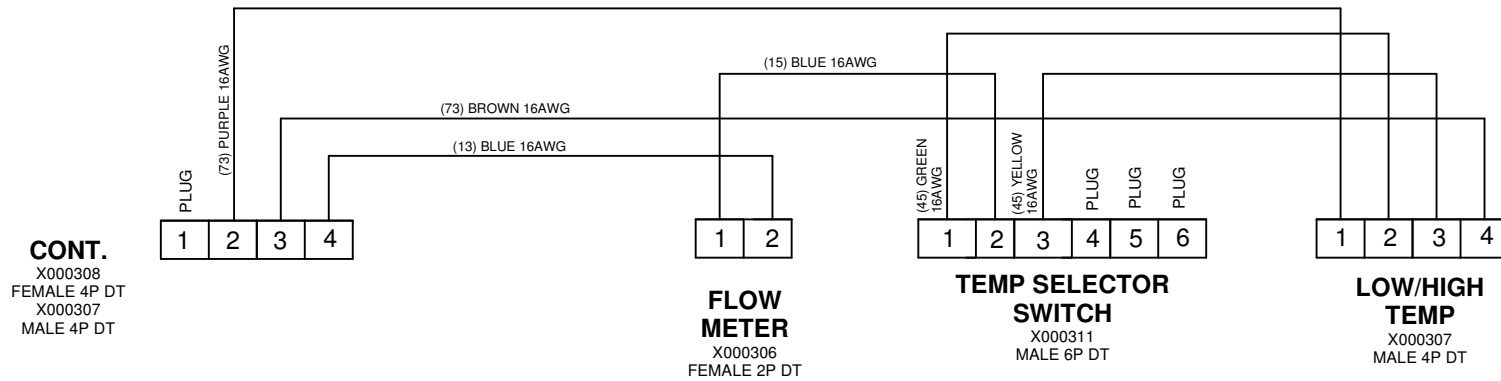 (15) BLUE 16AWG
(73) PURPLE 16AWG
(73) BROWN 16AWG
(13) BLUE 16AWG
PLUG
(45) GREEN
16AWG
(45) YELLOW
16AWG
PLUG
PLUG
PLUG
1 2 3 4
1 2
1 2 3 4 5 6
1 2 3 4
CONT.
X000308
FEMALE 4P DT
X000307
MALE 4P DT
FLOW
METER
X000306
FEMALE 2P DT
TEMP SELECTOR
SWITCH
X000311
MALE 6P DT
LOW/HIGH
TEMP
X000307
MALE 4P DT